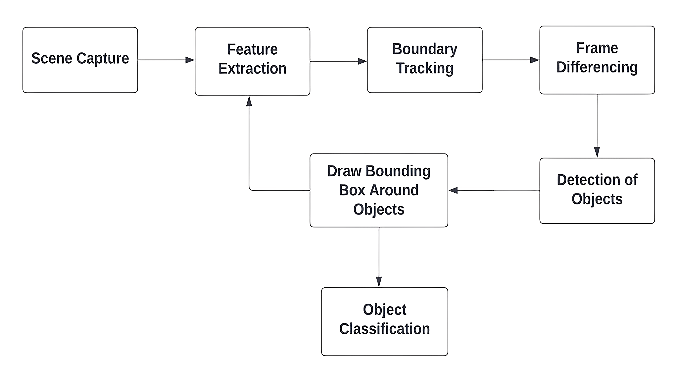 Scene Capture
Feature
Extraction
Boundary
Tracking
Frame
Differencing
Detection of
Objects
Draw Bounding
Box Around
Objects
Object
Classification